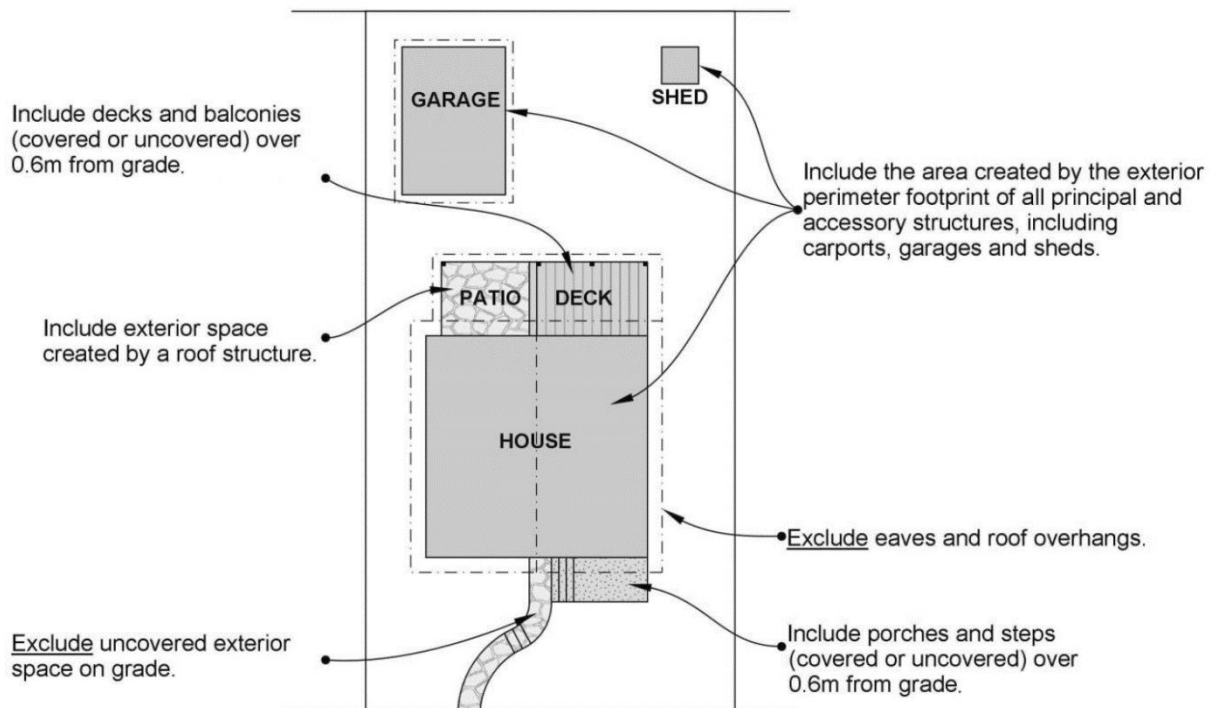 GARAGE
SHED
Include decks and balconies
(covered or uncovered) over
0.6m from grade.
Include the area created by the exterior
perimeter footprint of all principal and
accessory structures, including
carports, garages and sheds.
PATIO
DECK
Include exterior space
created by a roof structure.
HOUSE
Exclude eaves and roof overhangs.
Exclude uncovered exterior
space on grade.
Include porches and steps
(covered or uncovered) over
0.6m from grade.